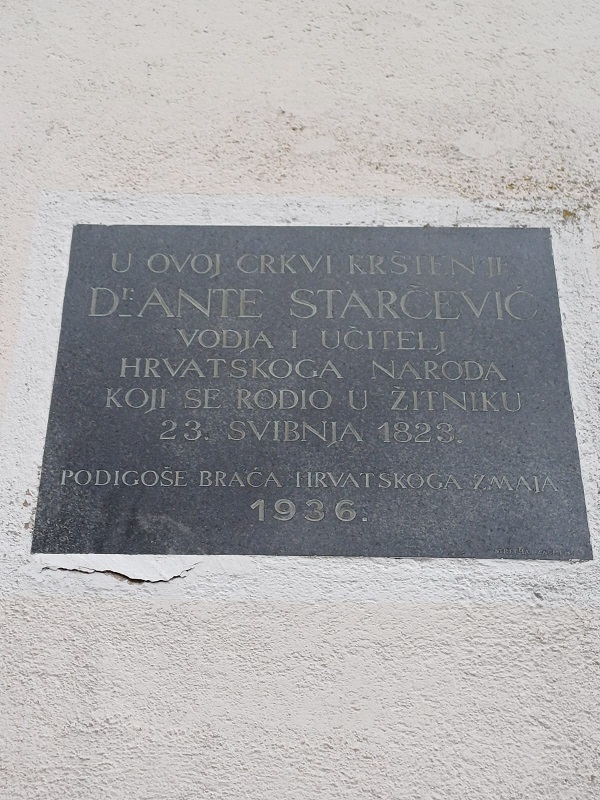 U OVOJ CRKVI KRŠTEN JE
Dr. ANTE STARČEVIĆ
VODJA I UČITELJ
HRVATSKOGA NARODA
KOJI SE RODIO U ŽITNIKU
23. SVIBNJA 1823.
PODIGOŠE BRAĆA HRVATSKOGA ZMAJA
1936.